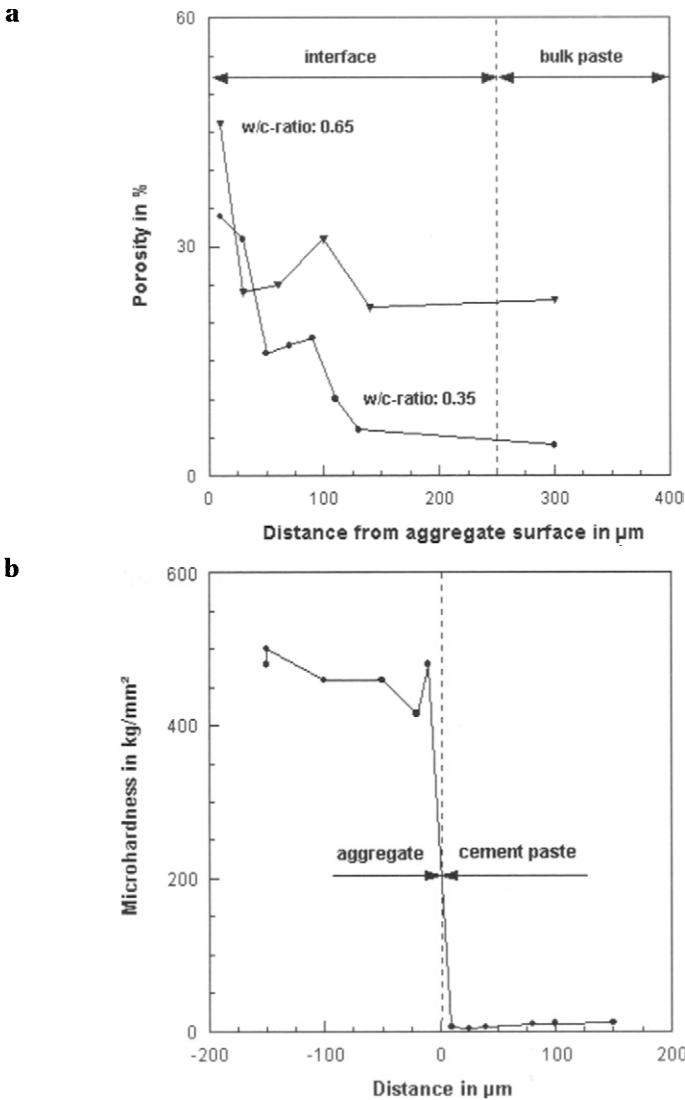 a
60
interface
bulk paste
w/c-ratio: 0.65
Porosity in %
30
w/c-ratio: 0.35
0
0 100 200 300 400
Distance from aggregate surface in µm
b
600
Microhardness in kg/mm²
400
aggregate
cement paste
200
0
-200 -100 0 100 200
Distance in µm